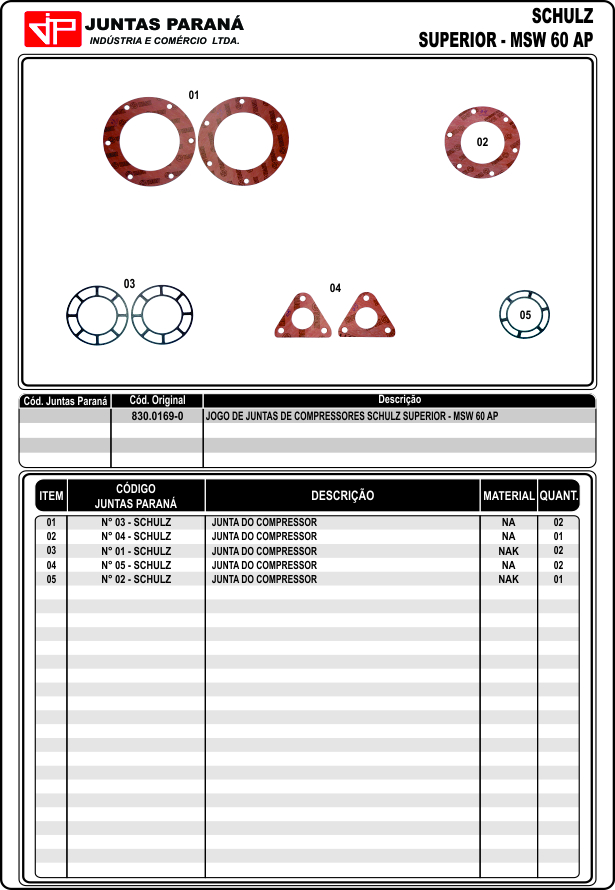 JP
JUNTAS PARANÁ
INDÚSTRIA E COMÉRCIO LTDA.
SCHULZ
SUPERIOR - MSW 60 AP
01
02
03
04
05
Cód. Juntas Paraná Cód. Original Descrição
830.0169-0 JOGO DE JUNTAS DE COMPRESSORES SCHULZ SUPERIOR - MSW 60 AP
ITEM CÓDIGO JUNTAS PARANÁ DESCRIÇÃO MATERIAL QUANT.
01 N° 03 - SCHULZ JUNTA DO COMPRESSOR NA 02
02 N° 04 - SCHULZ JUNTA DO COMPRESSOR NA 01
03 N° 01 - SCHULZ JUNTA DO COMPRESSOR NAK 02
04 N° 05 - SCHULZ JUNTA DO COMPRESSOR NA 02
05 N° 02 - SCHULZ JUNTA DO COMPRESSOR NAK 01